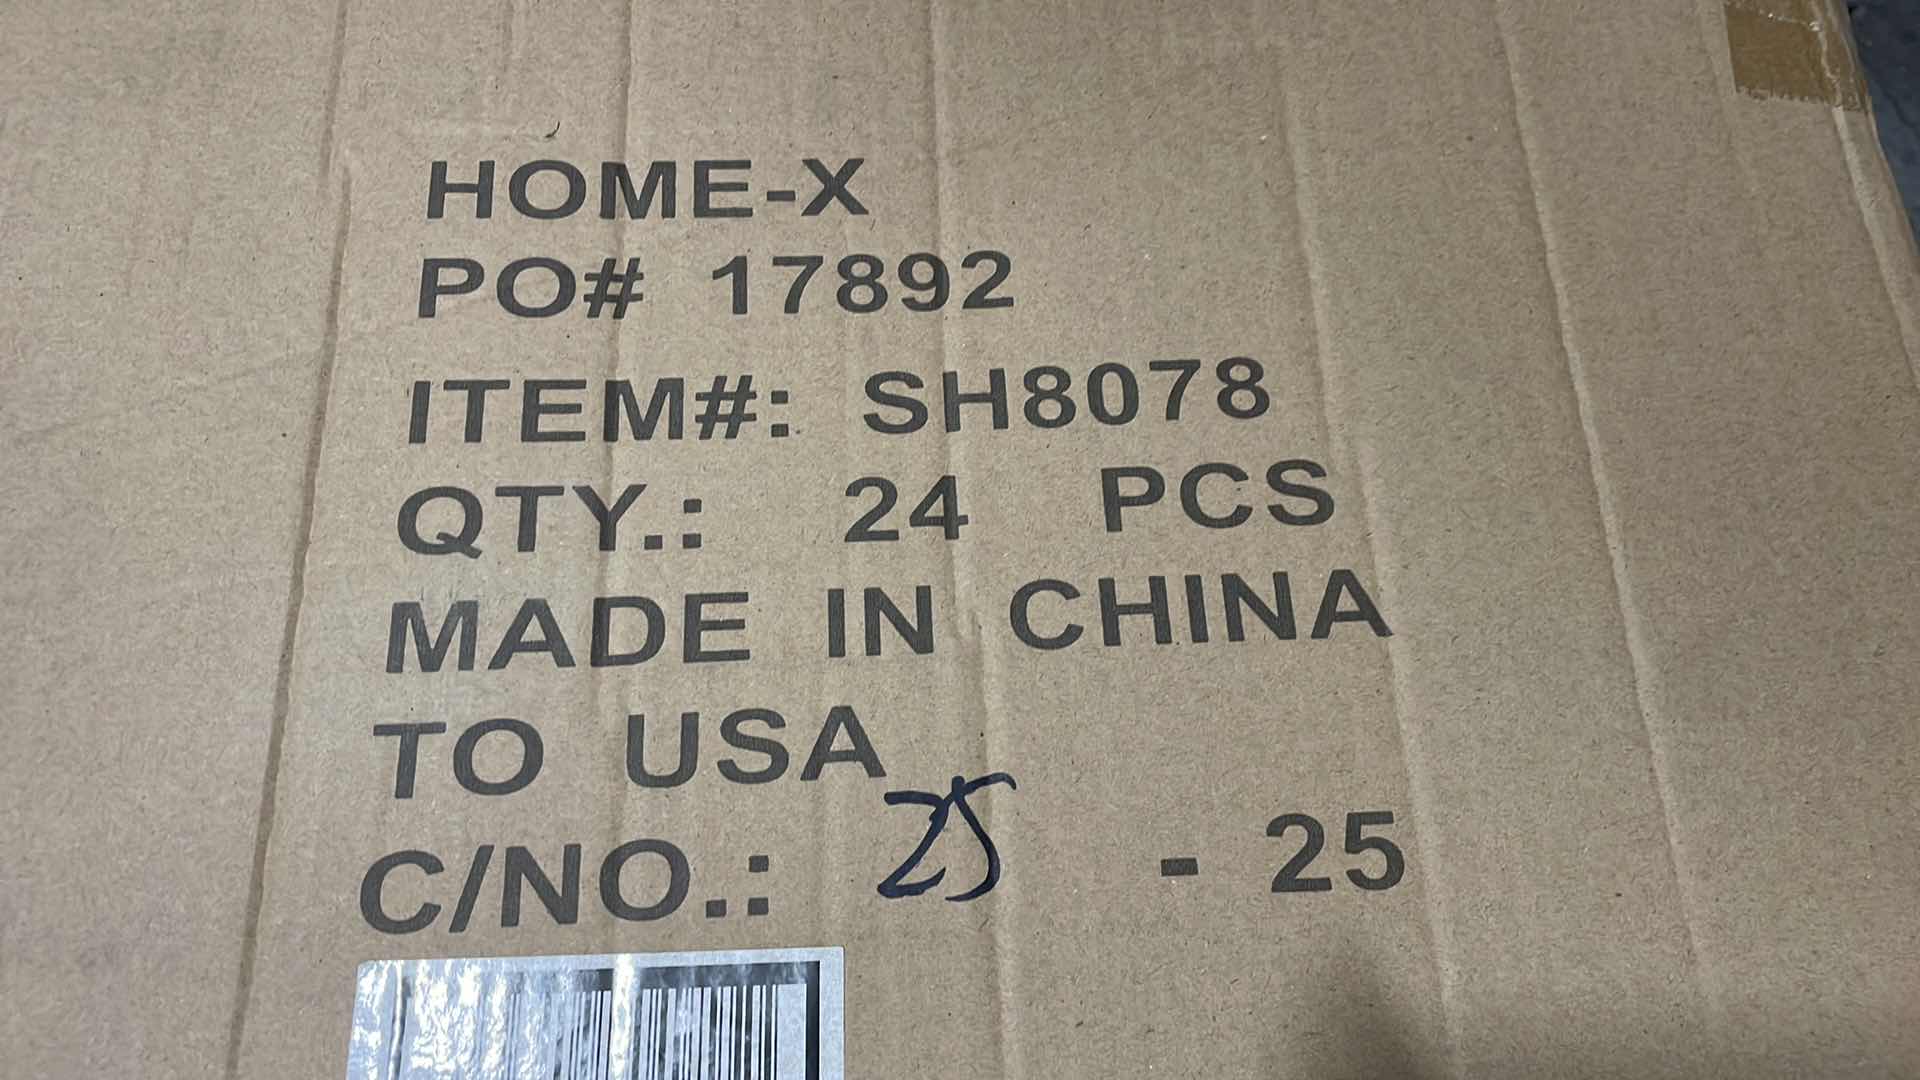 HOME-X
PO# 17892
ITEM#: SH8078
QTY.: 24 PCS
MADE IN CHINA
TO USA
C/NO.: 25 - 25